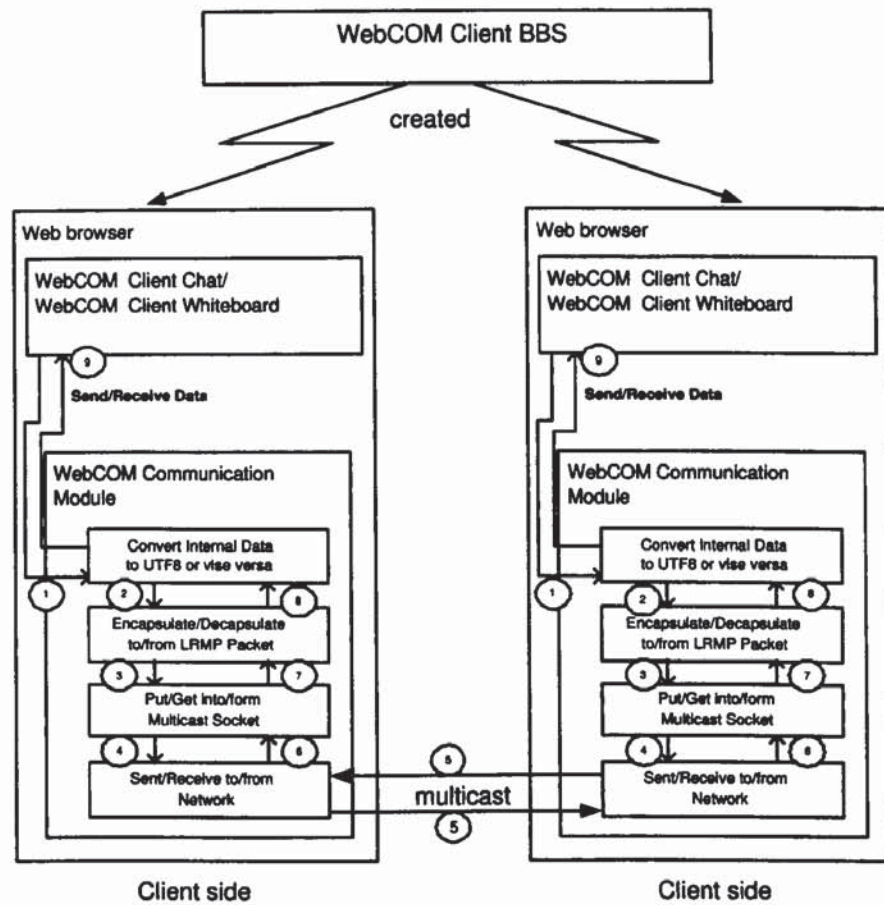 WebCOM Client BBS
created
Web browser
WebCOM Client Chat/
WebCOM Client Whiteboard
9
Send/Receive Data
WebCOM Communication
Module
Convert Internal Data
to UTF8 or vise versa
1
2
8
Encapsulate/Decapsulate
to/from LRMP Packet
3
7
Put/Get into/form
Multicast Socket
4
6
Sent/Receive to/from
Network
Client side
5
multicast
5
Web browser
WebCOM Client Chat/
WebCOM Client Whiteboard
9
Send/Receive Data
WebCOM Communication
Module
Convert Internal Data
to UTF8 or vise versa
1
2
8
Encapsulate/Decapsulate
to/from LRMP Packet
3
7
Put/Get into/form
Multicast Socket
4
6
Sent/Receive to/from
Network
Client side